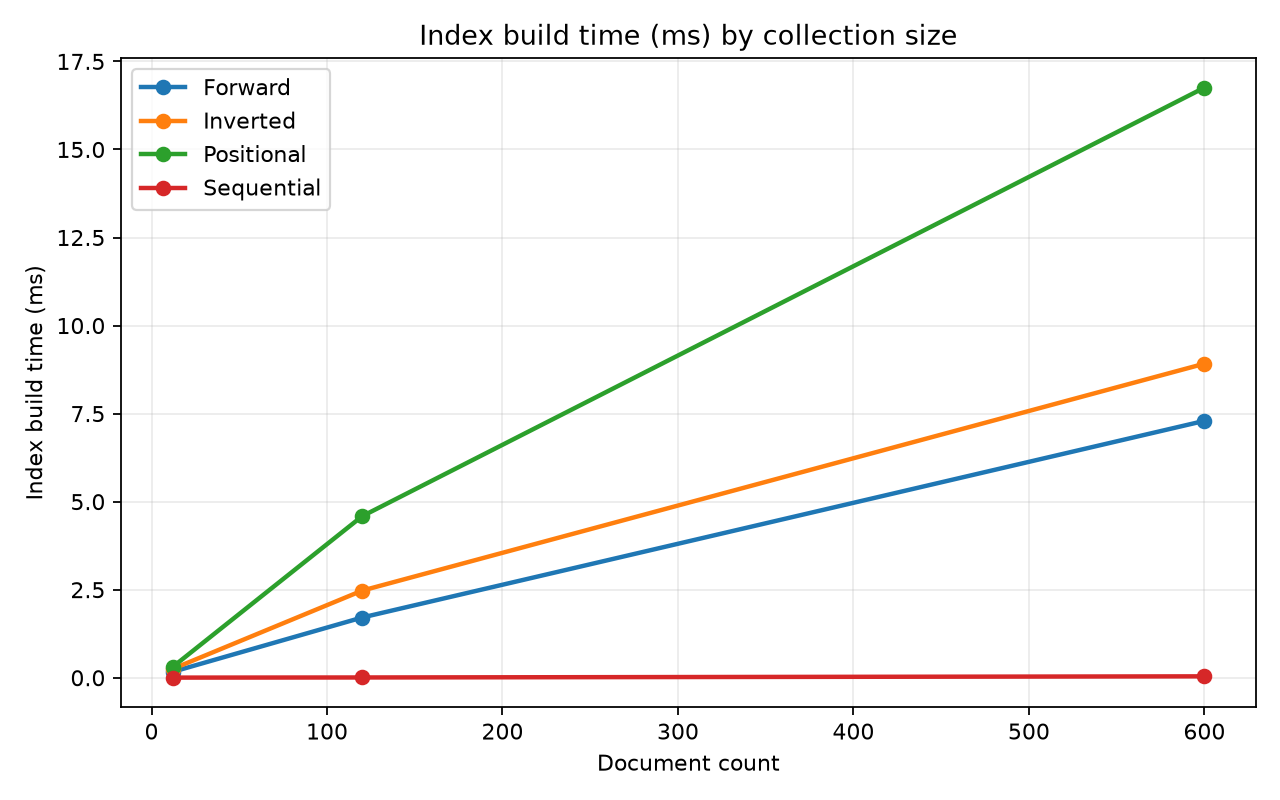 Index build time (ms) by collection size
Forward
Inverted
Positional
Sequential
Index build time (ms)
17.5
15.0
12.5
10.0
7.5
5.0
2.5
0.0
0 100 200 300 400 500 600
Document count